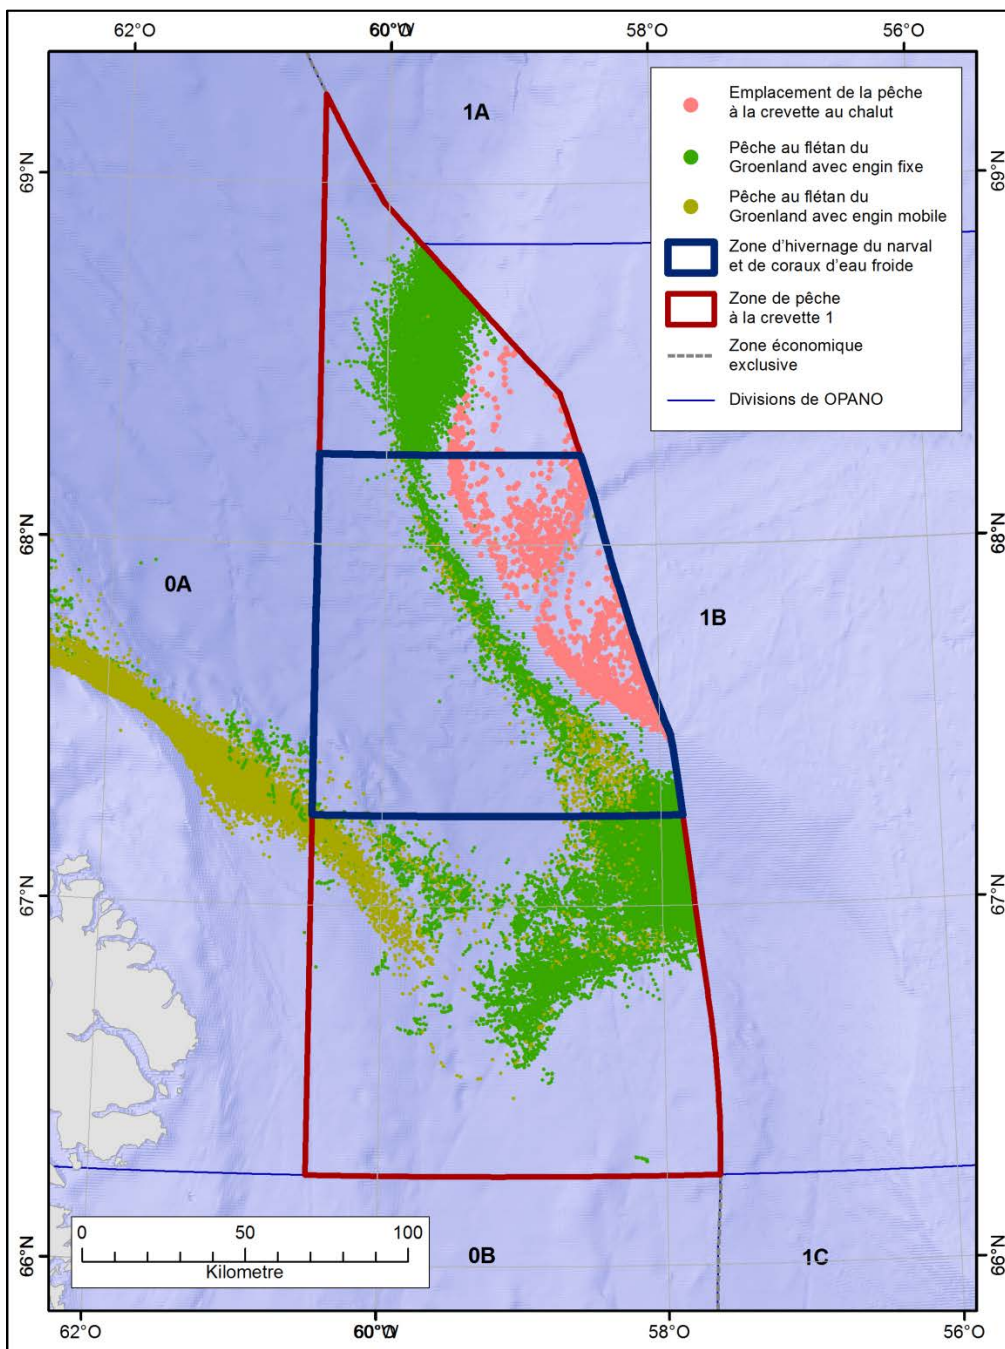 62°O 60°O 58°O 56°O
69°N 69°N
1A
Emplacement de la pêche
à la crevette au chalut
Pêche au flétan du
Groenland avec engin fixe
Pêche au flétan du
Groenland avec engin mobile
Zone d'hivernage du narval
et de coraux d'eau froide
Zone de pêche
à la crevette 1
Zone économique
exclusive
Divisions de OPANO
68°N 68°N
0A
1B
67°N 67°N
0 50 100
Kilometre
0B
1C
66°N 66°N
62°O 60°O 58°O 56°O